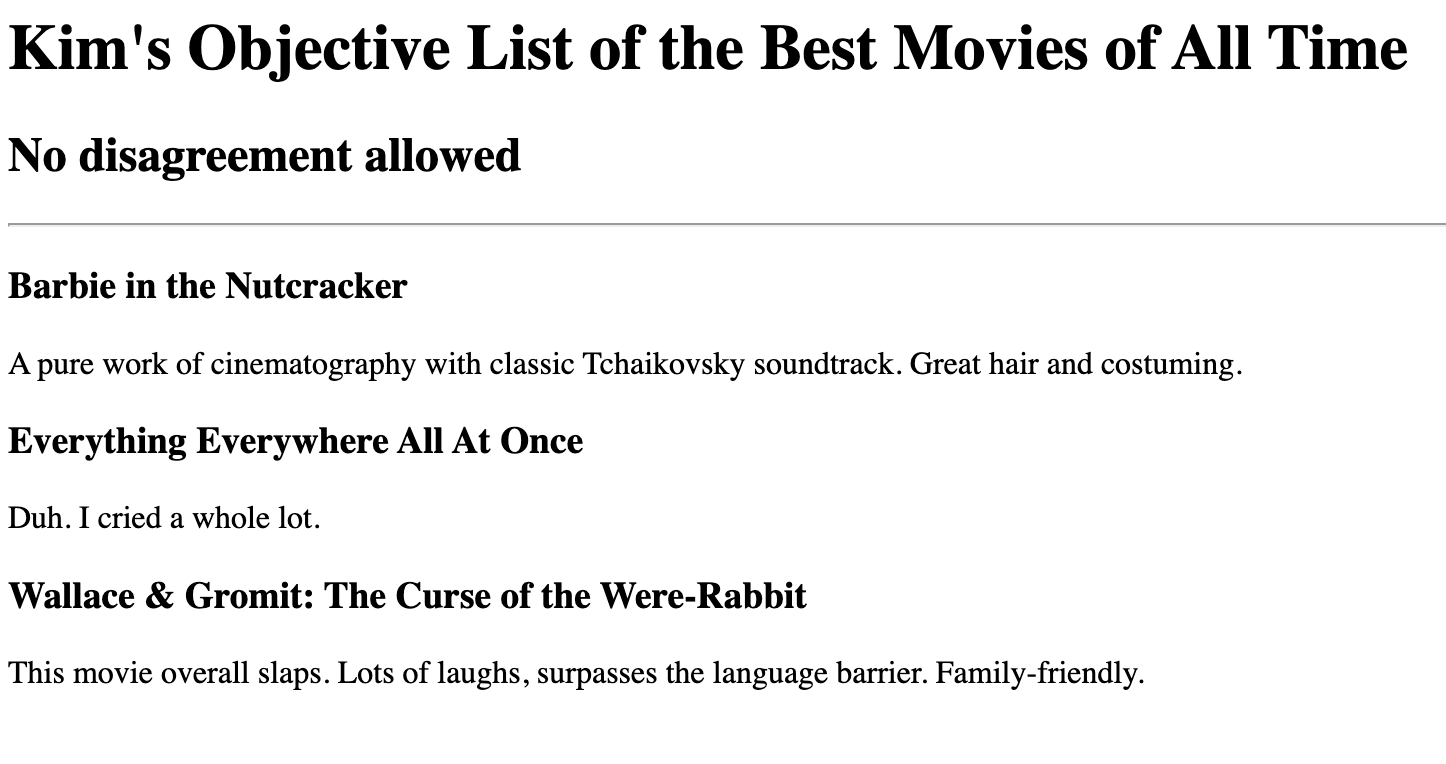 Kim's Objective List of the Best Movies of All Time
No disagreement allowed
Barbie in the Nutcracker
A pure work of cinematography with classic Tchaikovsky soundtrack. Great hair and costuming.
Everything Everywhere All At Once
Duh. I cried a whole lot.
Wallace & Gromit: The Curse of the Were-Rabbit
This movie overall slaps. Lots of laughs, surpasses the language barrier. Family-friendly.